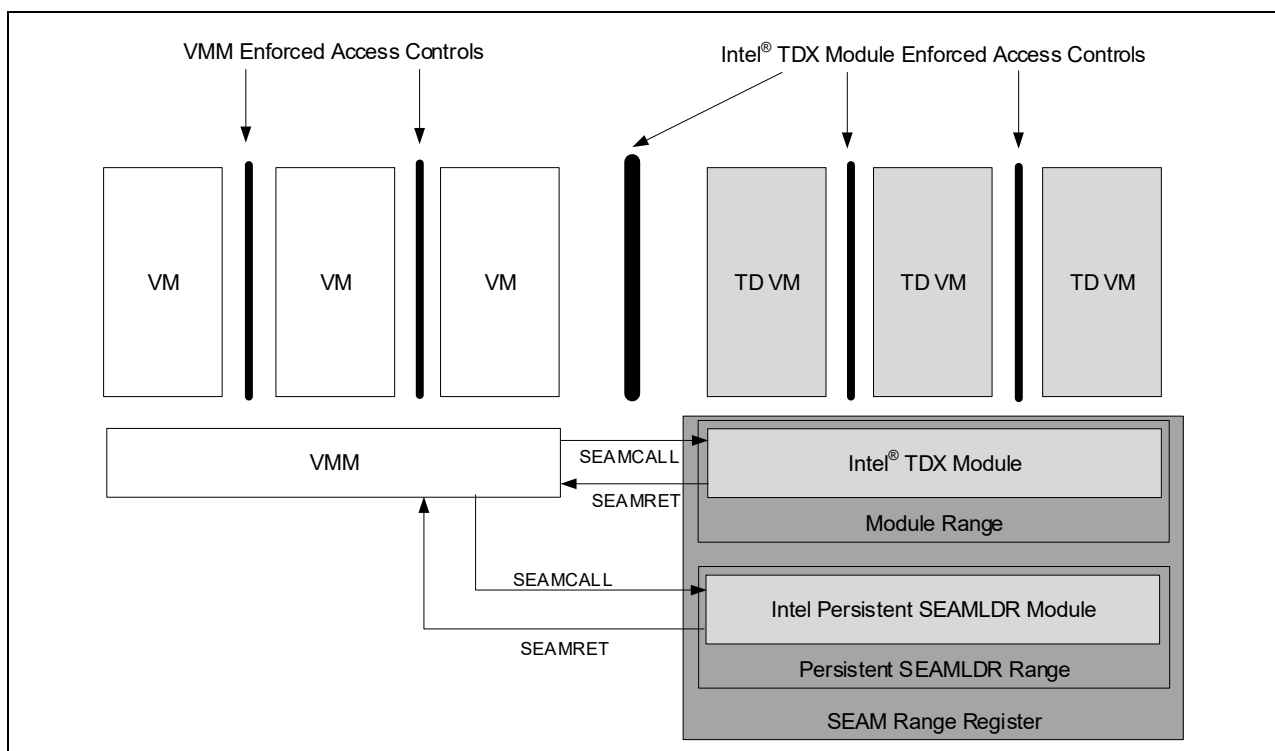 VMM Enforced Access Controls
Intel® TDX Module Enforced Access Controls
VM
VM
VM
TD VM
TD VM
TD VM
VMM
SEAMCALL
SEAMRET
Intel® TDX Module
Module Range
SEAMCALL
SEAMRET
Intel Persistent SEAMLDR Module
Persistent SEAMLDR Range
SEAM Range Register